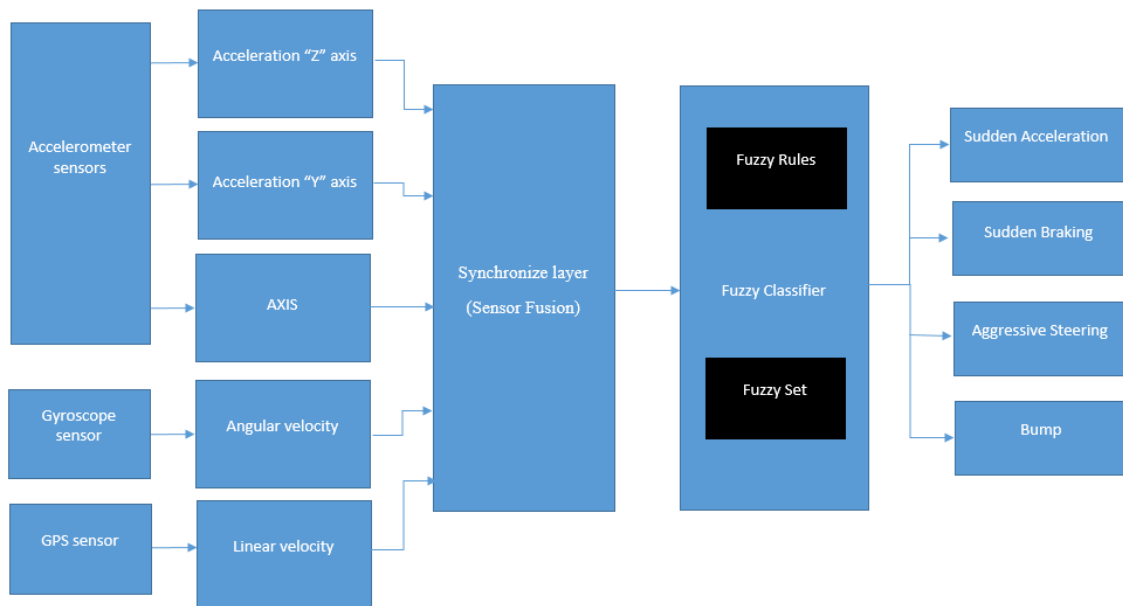 Accelerometer
sensors
Gyroscope
sensor
GPS sensor
Acceleration “Z” axis
Acceleration “Y” axis
AXIS
Angular velocity
Linear velocity
Synchronize layer
(Sensor Fusion)
Fuzzy Rules
Fuzzy Classifier
Fuzzy Set
Sudden Acceleration
Sudden Braking
Aggressive Steering
Bump